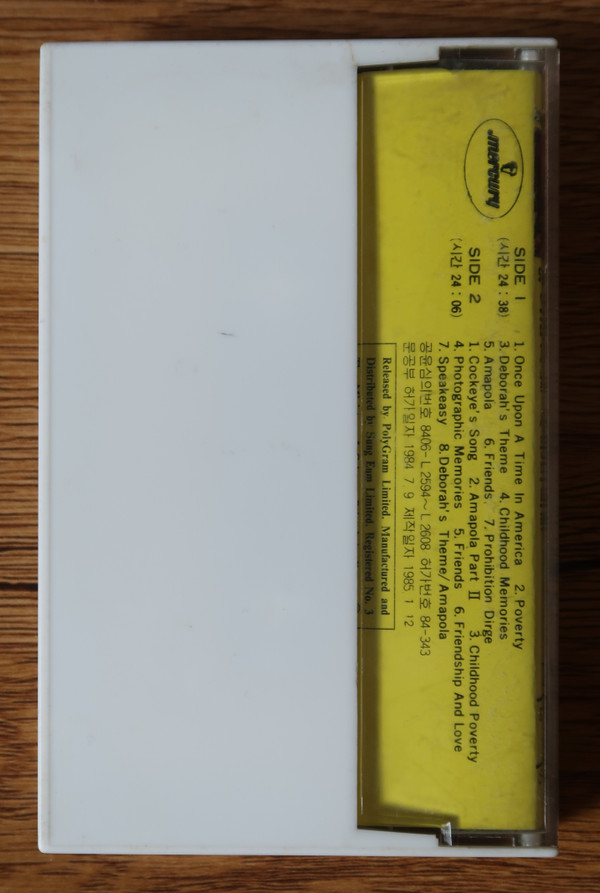 mercury
SIDE 1
(시간 24 : 38)
1. Once Upon A Time In America 2. Poverty
3. Deborah's Theme 4. Childhood Memories
5. Amapola 6. Friends. 7. Prohibition Dirge
SIDE 2
(시간 24 : 06)
1. Cockeye's Song 2. Amapola Part II 3. Childhood Poverty
4. Photographic Memories 5. Friends 6. Friendship And Love
7. Speakeasy 8. Deborah's Theme/Amapola
공윤심의번호 8406-L 2594~L 2608 허가번호 84-343
문공부 허가일자 1984 7 9 제작일자 1985 1 12
Released by PolyGram Limited. Manufactured and
Distributed by Sung Eum Limited. Registered No. 3